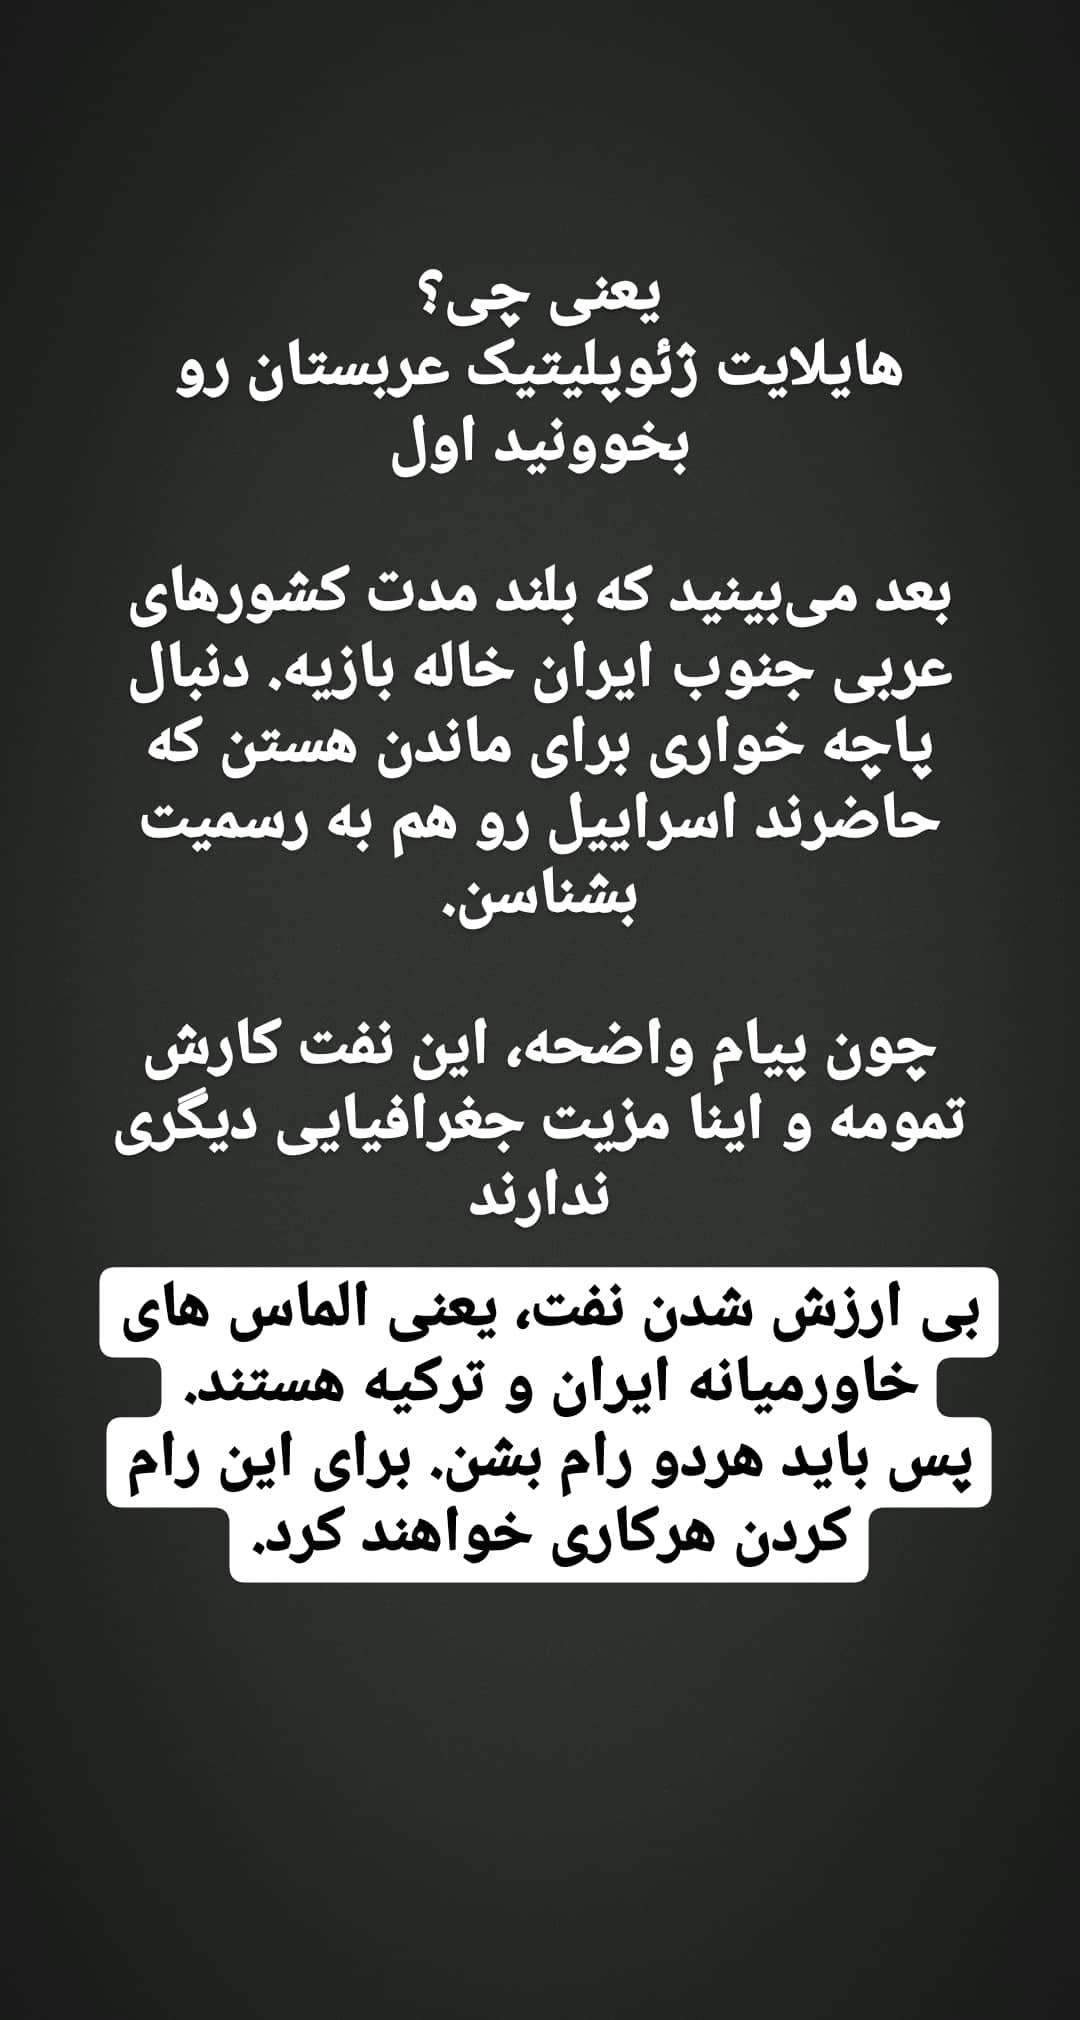 یعنی چی؟
هایلایت ژئوپلیتیک عربستان رو
بخوونید اول
بعد می‌بینید که بلند مدت کشورهای
عربی جنوب ایران خاله بازیه. دنبال
پاچه خواری برای ماندن هستن که
حاضرند اسراییل رو هم به رسمیت
بشناسن.
چون پیام واضحه، این نفت کارش
تمومه و اینا مزیت جغرافیایی دیگری
ندارند
بی ارزش شدن نفت، یعنی الماس های
خاورمیانه ایران و ترکیه هستند.
پس باید هردو رام بشن. برای این رام
کردن هرکاری خواهند کرد.